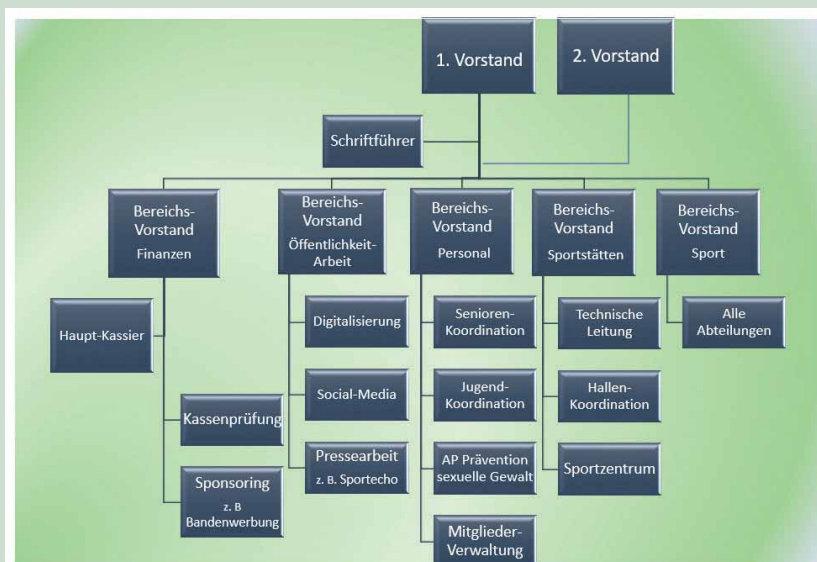 1. Vorstand
2. Vorstand
Schriftführer
Bereichs-
Vorstand
Finanzen
Bereichs-
Vorstand
Öffentlichkeit-
Arbeit
Bereichs-
Vorstand
Personal
Bereichs-
Vorstand
Sportstätten
Bereichs-
Vorstand
Sport
Haupt-Kassier
Kassenprüfung
Sponsoring
z. B
Bandenwerbung
Digitalisierung
Social-Media
Pressearbeit
z. B. Sportecho
Senioren-
Koordination
Jugend-
Koordination
AP Prävention
sexuelle Gewalt
Mitglieder-
Verwaltung
Technische
Leitung
Hallen-
Koordination
Sportzentrum
Alle
Abteilungen